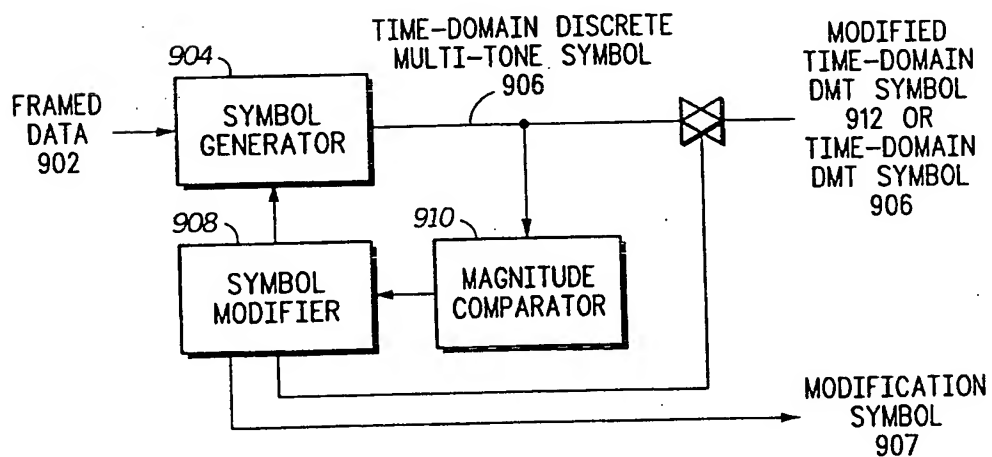 904
TIME-DOMAIN DISCRETE
MULTI-TONE SYMBOL
906
MODIFIED
TIME-DOMAIN
DMT SYMBOL
912 OR
TIME-DOMAIN
DMT SYMBOL
906
FRAMED
DATA
902
SYMBOL
GENERATOR
908
SYMBOL
MODIFIER
910
MAGNITUDE
COMPARATOR
MODIFICATION
SYMBOL
907